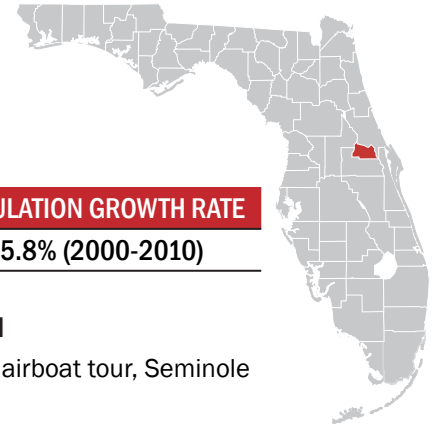 ULATION GROWTH RATE
5.8% (2000-2010)
airboat tour, Seminole